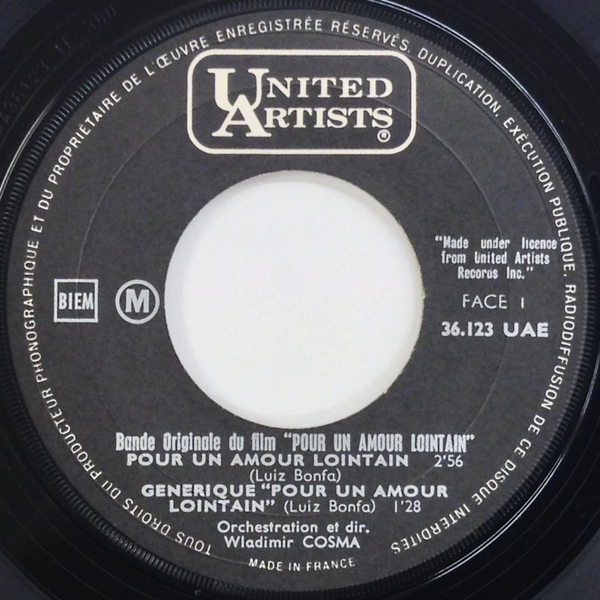 TOUS DROITS DU PRODUCTEUR PHONOGRAPHIQUE ET DU PROPRIÉTAIRE DE L'ŒUVRE ENREGISTRÉE RÉSERVÉS. DUPLICATION, EXÉCUTION PUBLIQUE, RADIODIFFUSION DE CE DISQUE INTERDITES
UNITED
ARTISTS
®
"Made under licence
from United Artists
Records Inc."
BIEM
M
FACE 1
36.123 UAE
Bande Originale du film "POUR UN AMOUR LOINTAIN"
POUR UN AMOUR LOINTAIN 2'56
(Luiz Bonfa)
GENERIQUE "POUR UN AMOUR
LOINTAIN" (Luiz Bonfa) 1'28
Orchestration et dir.
Wladimir COSMA
MADE IN FRANCE